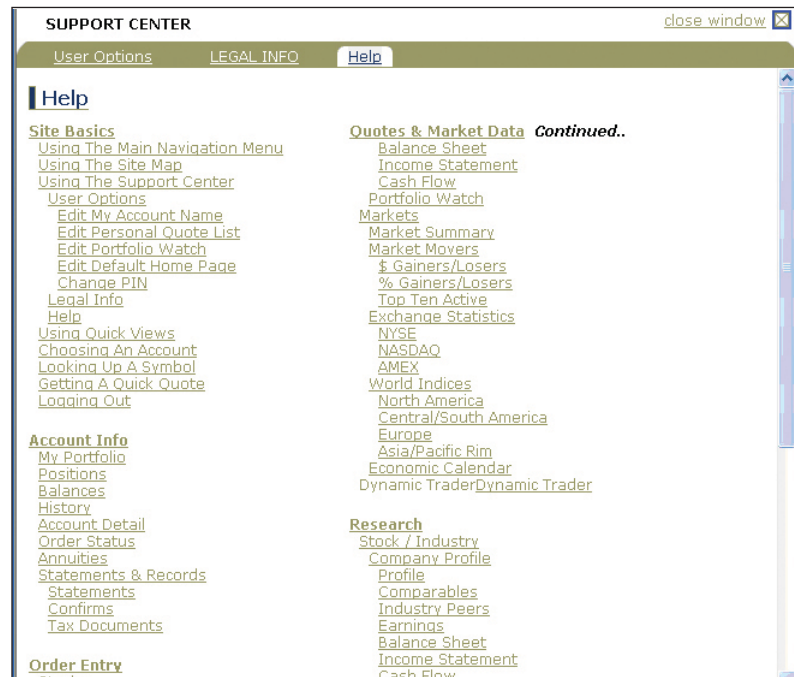 SUPPORT CENTER
close window
User Options
LEGAL INFO
Help
Help
Site Basics
Using The Main Navigation Menu
Using The Site Map
Using The Support Center
User Options
Edit My Account Name
Edit Personal Quote List
Edit Portfolio Watch
Edit Default Home Page
Change PIN
Legal Info
Help
Using Quick Views
Choosing An Account
Looking Up A Symbol
Getting A Quick Quote
Logging Out
Account Info
My Portfolio
Positions
Balances
History
Account Detail
Order Status
Annuities
Statements & Records
Statements
Confirms
Tax Documents
Order Entry
Quotes & Market Data Continued..
Balance Sheet
Income Statement
Cash Flow
Portfolio Watch
Markets
Market Summary
Market Movers
$ Gainers/Losers
% Gainers/Losers
Top Ten Active
Exchange Statistics
NYSE
NASDAQ
AMEX
World Indices
North America
Central/South America
Europe
Asia/Pacific Rim
Economic Calendar
Dynamic TraderDynamic Trader
Research
Stock / Industry
Company Profile
Profile
Comparables
Industry Peers
Earnings
Balance Sheet
Income Statement
Cash Flow